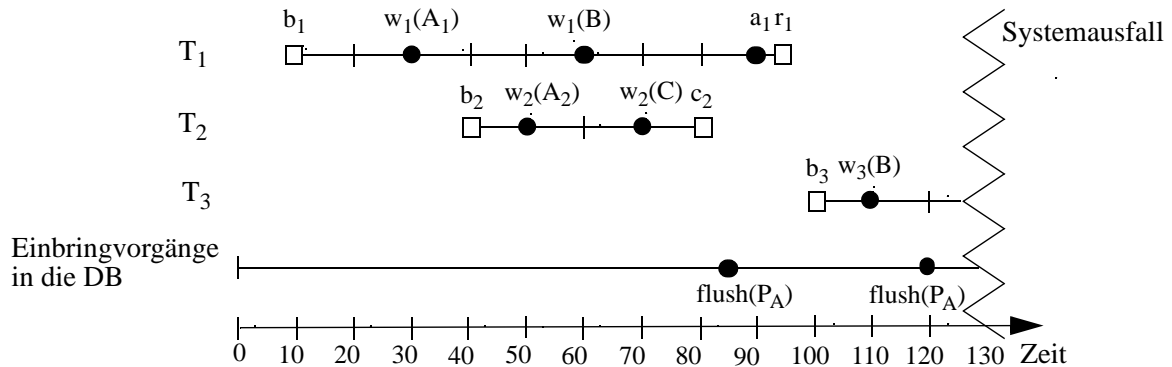 b1 w1(A1) w1(B) a1 r1
Systemausfall
T1
b2 w2(A2) w2(C) c2
T2
b3 w3(B)
T3
Einbringvorgänge
in die DB
flush(PA) flush(PA)
0 10 20 30 40 50 60 70 80 90 100 110 120 130 Zeit